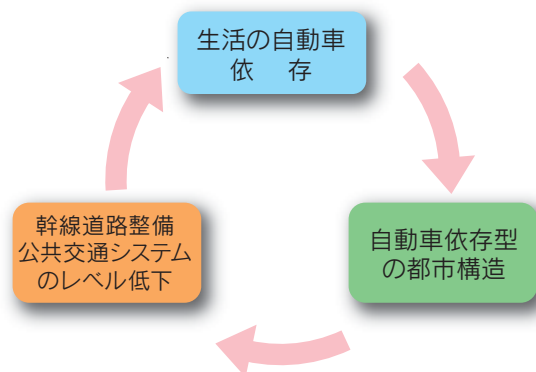 生活の自動車
依　存
自動車依存型
の都市構造
幹線道路整備
公共交通システム
のレベル低下